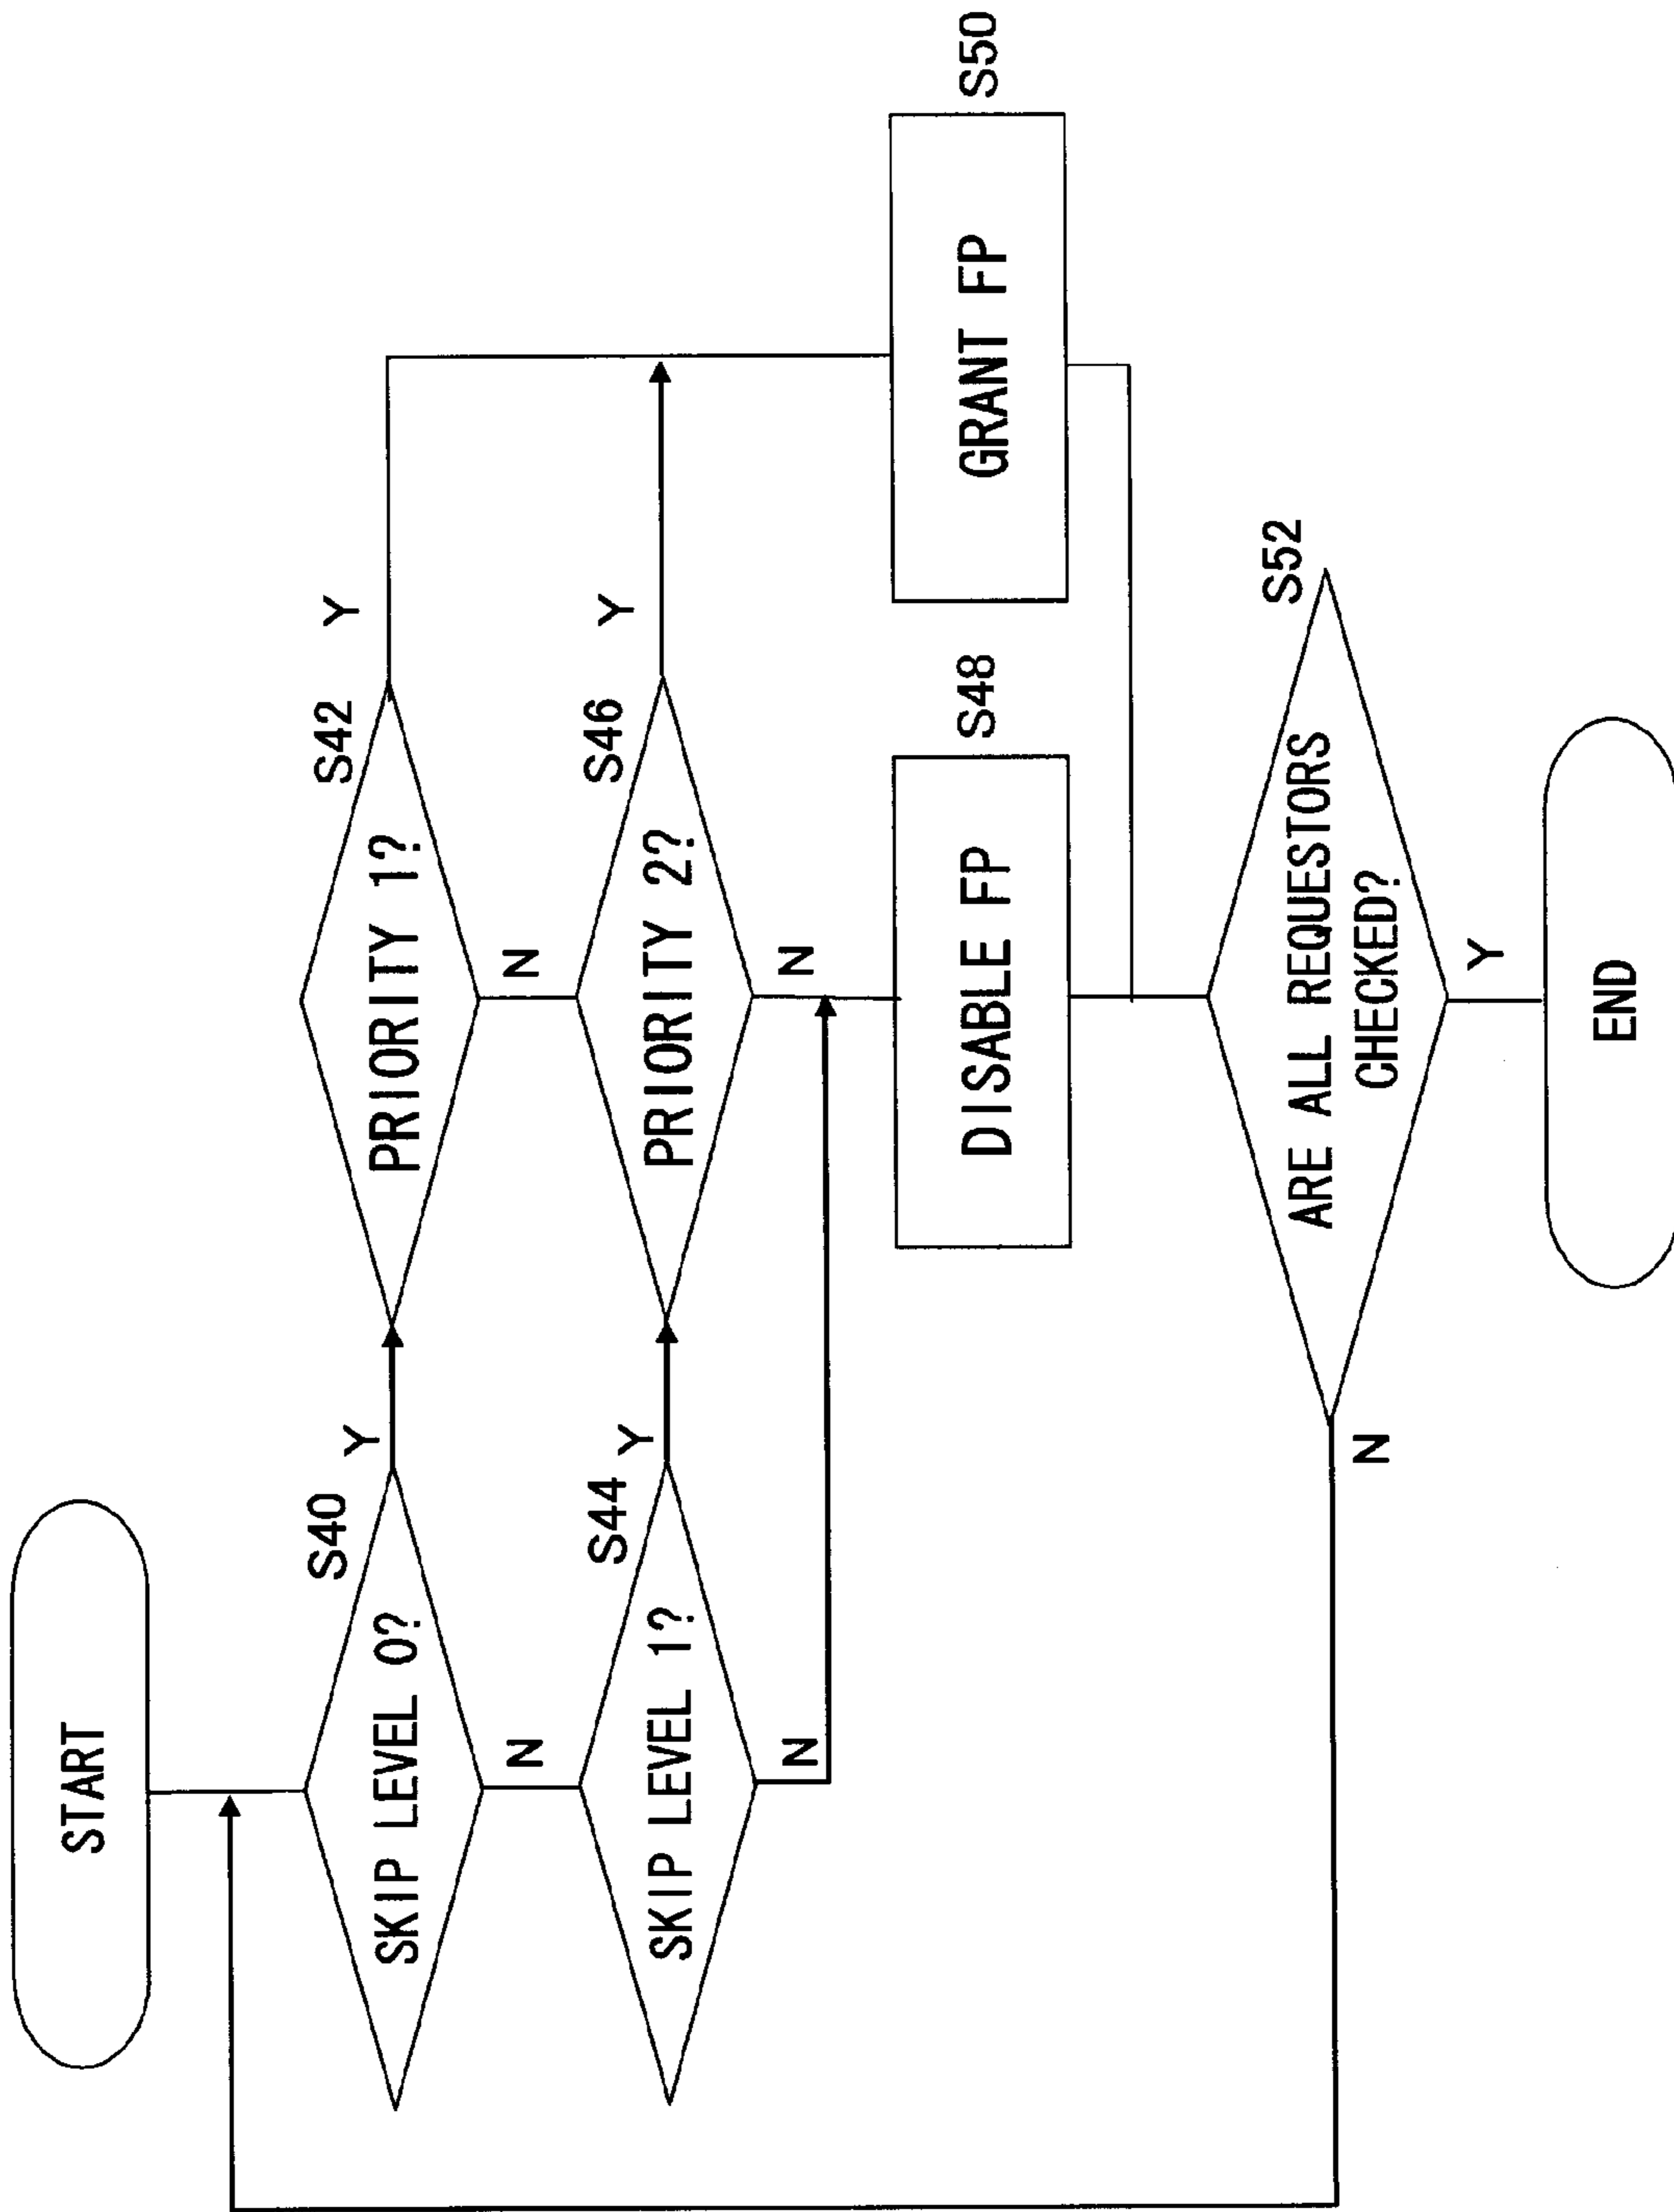 START
S40
SKIP LEVEL 0?
Y
N
S42
PRIORITY 1?
Y
N
S44
SKIP LEVEL 1?
Y
N
S46
PRIORITY 2?
Y
N
S48
DISABLE FP
S50
GRANT FP
S52
ARE ALL REQUESTORS
CHECKED?
N
Y
END